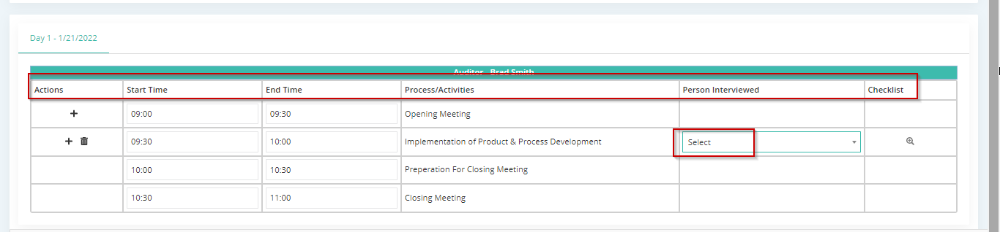 Day 1 - 1/21/2022
Auditor - Brad Smith
Actions Start Time End Time Process/Activities Person Interviewed Checklist
09:00 09:30 Opening Meeting
09:30 10:00 Implementation of Product & Process Development Select
10:00 10:30 Preperation For Closing Meeting
10:30 11:00 Closing Meeting